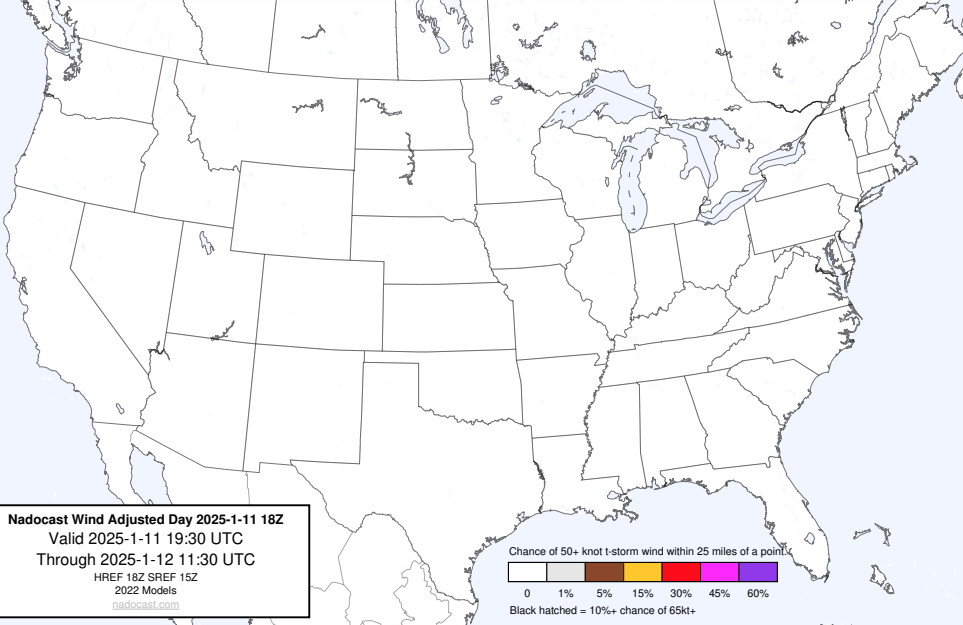 Nadocast Wind Adjusted Day 2025-1-11 18Z
Valid 2025-1-11 19:30 UTC
Through 2025-1-12 11:30 UTC
HREF 18Z SREF 15Z
2022 Models
nadocast.com
Chance of 50+ knot t-storm wind within 25 miles of a point.
0 1% 5% 15% 30% 45% 60%
Black hatched = 10%+ chance of 65kt+